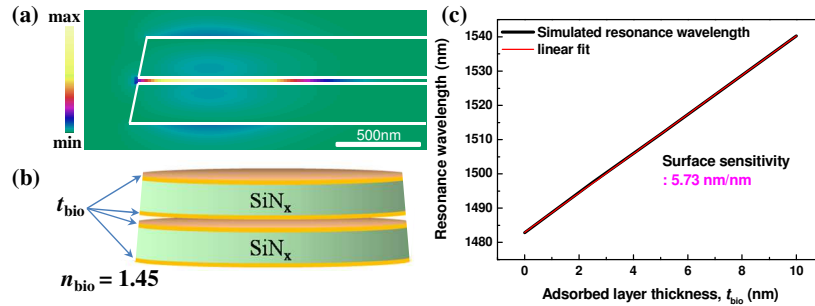 (a)
max
min
500nm
(b)
t_bio
SiN_x
SiN_x
n_bio = 1.45
(c)
Resonance wavelength (nm)
1540
1530
1520
1510
1500
1490
1480
Simulated resonance wavelength
linear fit
Surface sensitivity
: 5.73 nm/nm
0 2 4 6 8 10
Adsorbed layer thickness, t_bio (nm)